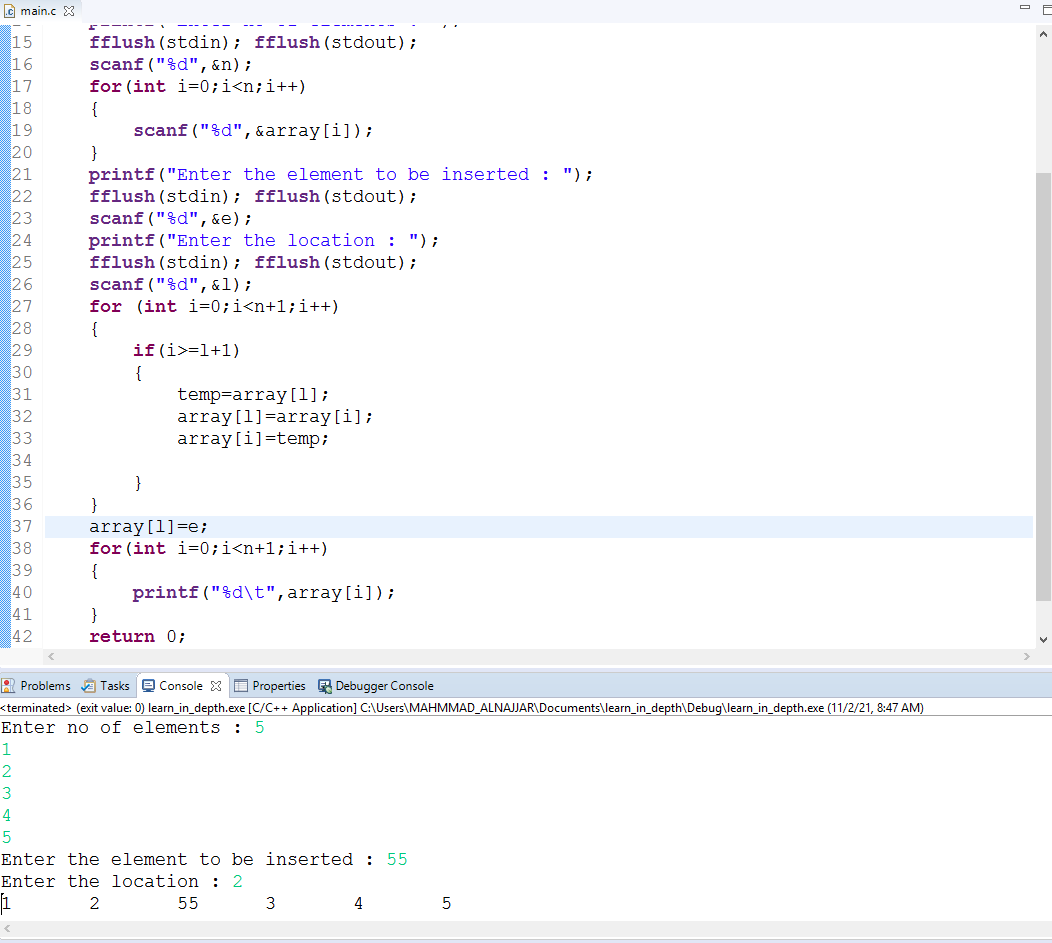 main.c
15 fflush(stdin); fflush(stdout);
16 scanf("%d",&n);
17 for(int i=0;i<n;i++)
18 {
19 scanf("%d",&array[i]);
20 }
21 printf("Enter the element to be inserted : ");
22 fflush(stdin); fflush(stdout);
23 scanf("%d",&e);
24 printf("Enter the location : ");
25 fflush(stdin); fflush(stdout);
26 scanf("%d",&l);
27 for (int i=0;i<n+1;i++)
28 {
29 if(i>=l+1)
30 {
31 temp=array[l];
32 array[l]=array[i];
33 array[i]=temp;
34
35 }
36 }
37 array[l]=e;
38 for(int i=0;i<n+1;i++)
39 {
40 printf("%d\t",array[i]);
41 }
42 return 0;
Problems Tasks Console Properties Debugger Console
<terminated> (exit value: 0) learn_in_depth.exe [C/C++ Application] C:\Users\MAHMMAD_ALNAJJAR\Documents\learn_in_depth\Debug\learn_in_depth.exe (11/2/21, 8:47 AM)
Enter no of elements : 5
1
2
3
4
5
Enter the element to be inserted : 55
Enter the location : 2
1 2 55 3 4 5